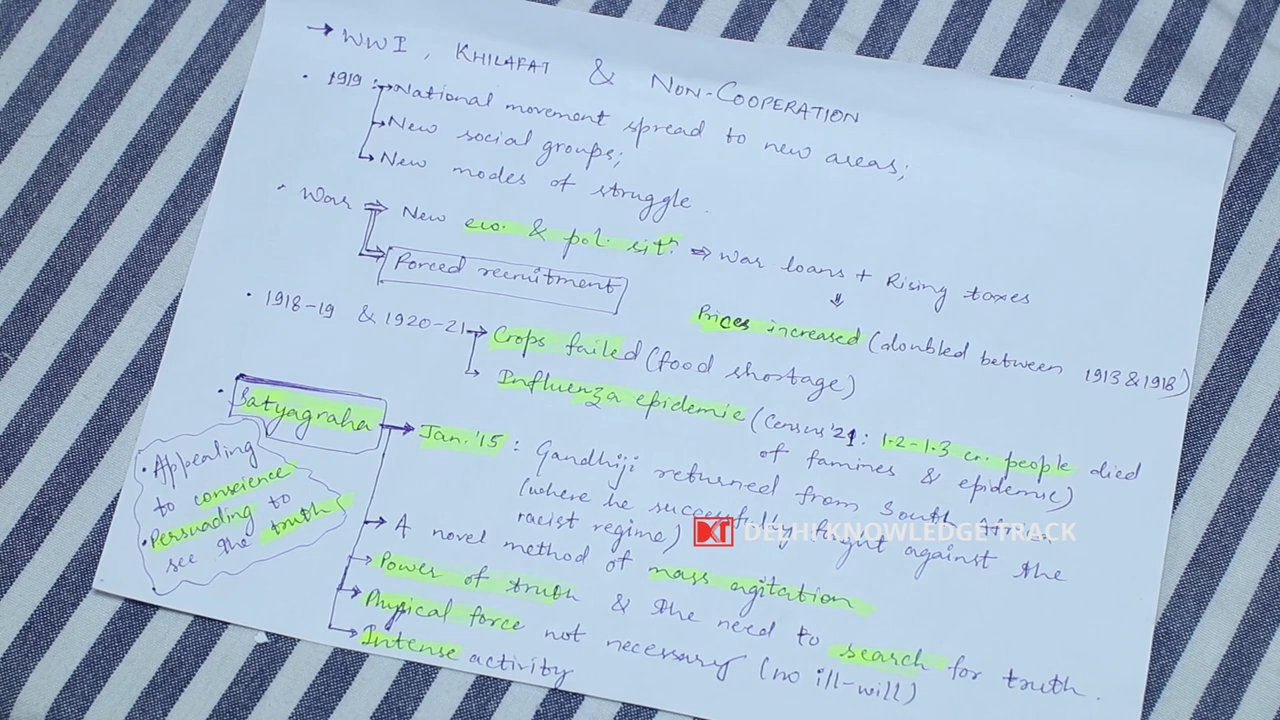 → WWI, KHILAFAT & NON-COOPERATION
• 1919 : → National movement spread to new areas;
→ New social groups;
→ New modes of struggle.
• War ⇒ New eco. & pol. sitⁿ. ⇒ War loans + Rising taxes
⇒ Forced recruitment
⇓
Prices increased (doubled between 1913 & 1918)
• 1918-19 & 1920-21 → Crops failed (food shortage)
→ Influenza epidemic (Census '21: 1.2-1.3 cr. people died
of famines & epidemic)
• Satyagraha → Jan. '15 : Gandhiji returned from South Africa
(where he successfully fought against the
racist regime)
• Appealing
to conscience
• Persuading to
see the truth
→ A novel method of mass agitation
→ Power of truth & the need to search for truth.
→ Physical force not necessary (no ill-will)
→ Intense activity
DKT DELHI KNOWLEDGE TRACK